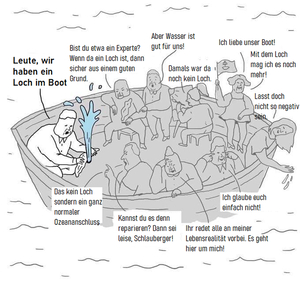 Leute, wir
haben ein
Loch im Boot
Bist du etwa ein Experte?
Wenn da ein Loch ist, dann
sicher aus einem guten
Grund.
Aber Wasser ist
gut für uns!
Damals war da
noch kein Loch.
Ich liebe unser Boot!
Mit dem Loch
mag ich es noch
mehr!
Lasst doch
nicht so negativ
sein
Das kein Loch
sondern ein ganz
normaler
Ozeananschluss.
Kannst du es denn
reparieren? Dann sei
leise, Schlauberger!
Ich glaube euch
einfach nicht!
Ihr redet alle an meiner
Lebensrealität vorbei. Es geht
hier um mich!